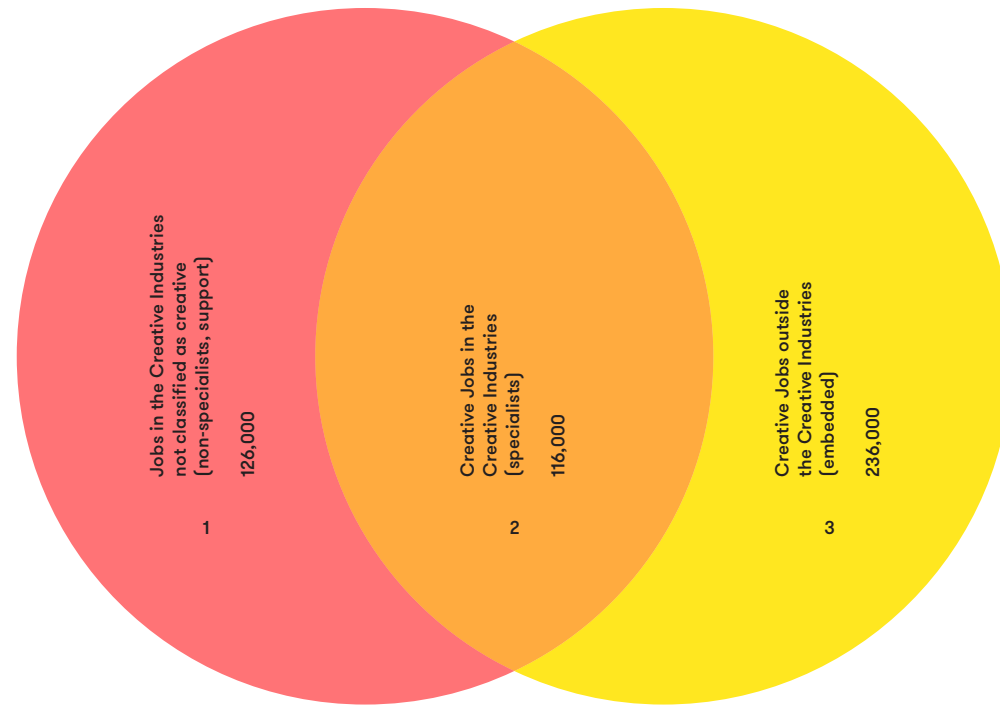 Jobs in the Creative Industries
not classified as creative
(non-specialists, support)
126,000
1
Creative Jobs in the
Creative Industries
(specialists)
116,000
2
Creative Jobs outside
the Creative Industries
(embedded)
236,000
3